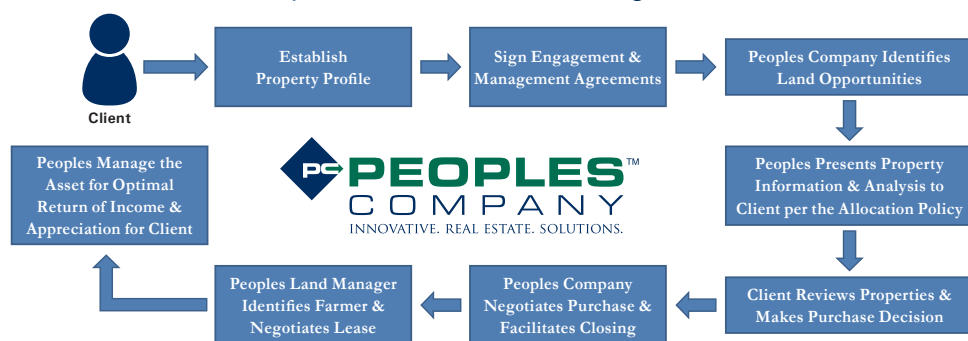 Client
Establish
Property Profile
Sign Engagement &
Management Agreements
Peoples Company Identifies
Land Opportunities
Peoples Presents Property
Information & Analysis to
Client per the Allocation Policy
Client Reviews Properties &
Makes Purchase Decision
Peoples Company
Negotiates Purchase &
Facilitates Closing
Peoples Land Manager
Identifies Farmer &
Negotiates Lease
Peoples Manage the
Asset for Optimal
Return of Income &
Appreciation for Client
PC
PEOPLES™
COMPANY
INNOVATIVE. REAL ESTATE. SOLUTIONS.